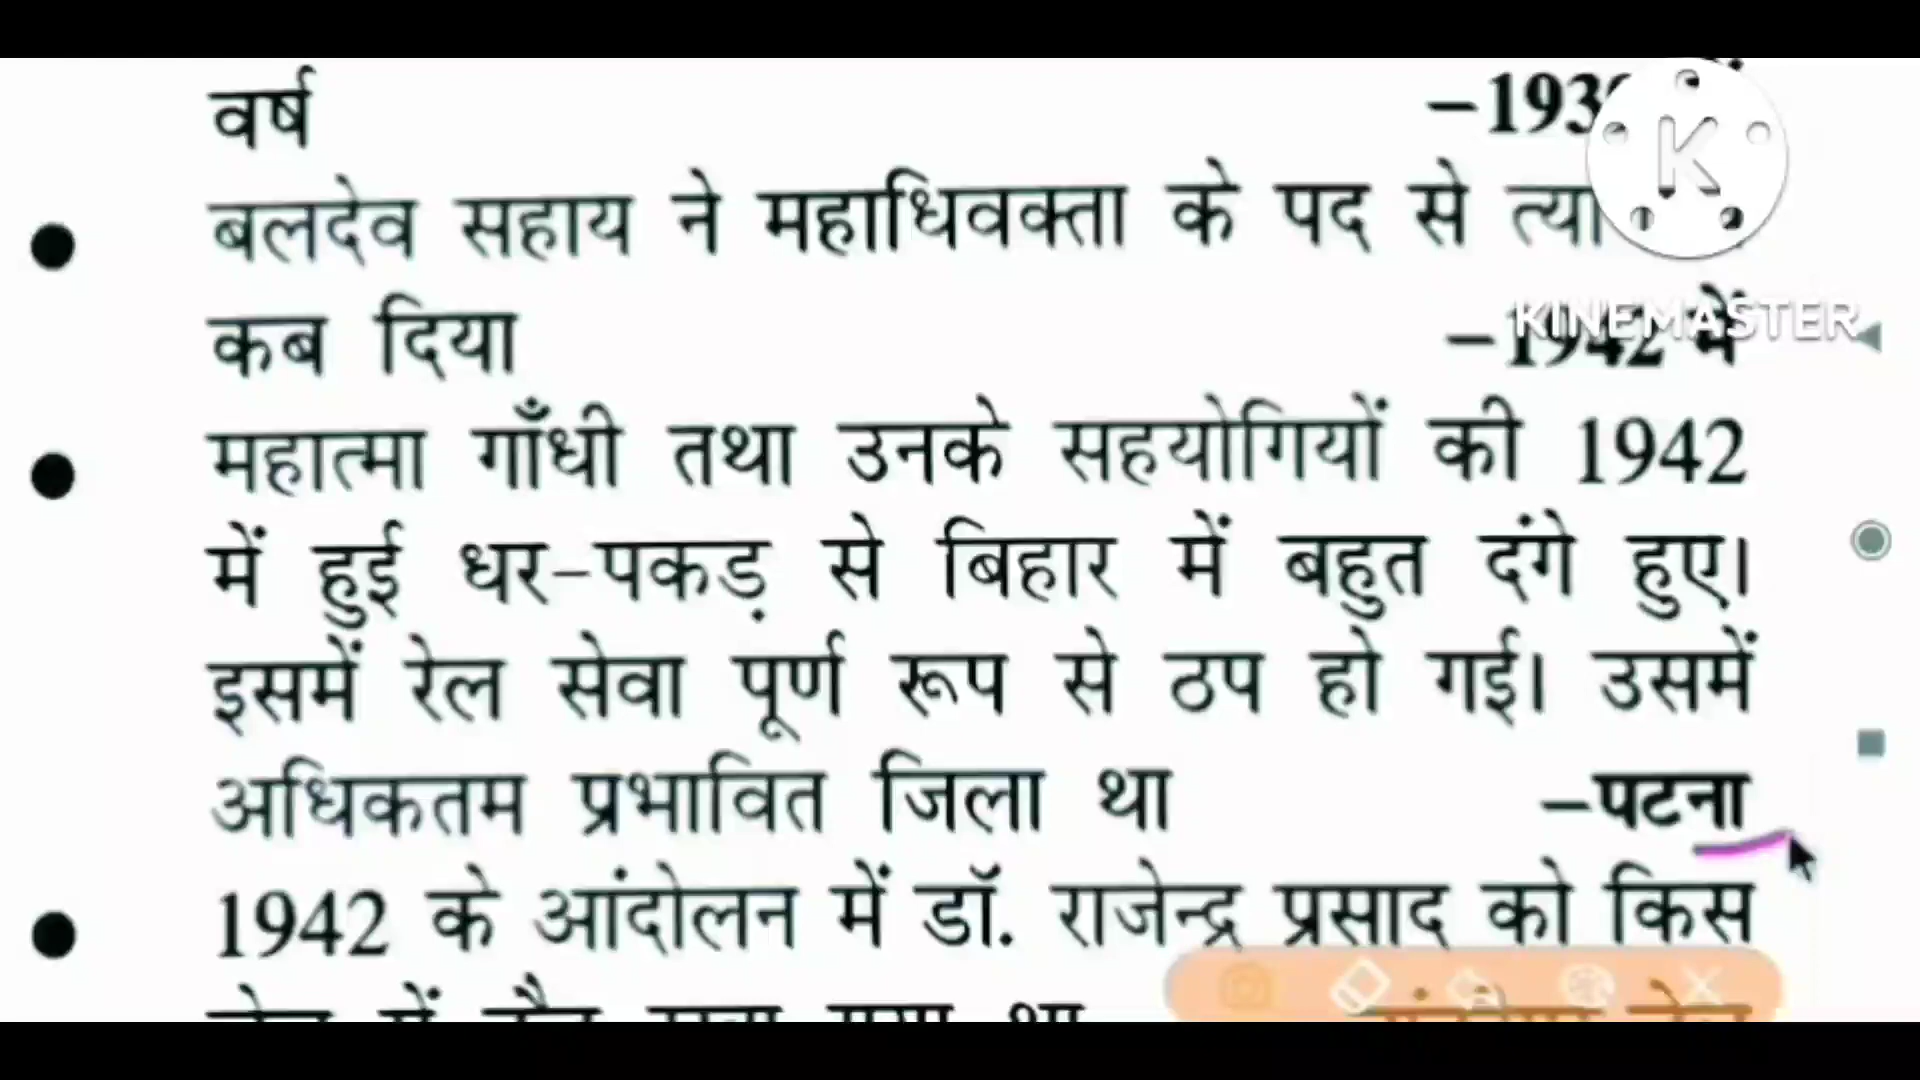 वर्ष
बलदेव सहाय ने महाधिवक्ता के पद से
कब दिया –1942 में
महात्मा गाँधी तथा उनके सहयोगियों की 1942
में हुई धर-पकड़ से बिहार में बहुत दंगे हुए।
इसमें रेल सेवा पूर्ण रूप से ठप हो गई। उसमें
अधिकतम प्रभावित जिला था –पटना
1942 के आंदोलन में डॉ. राजेन्द्र प्रसाद को किस
KINEMASTER